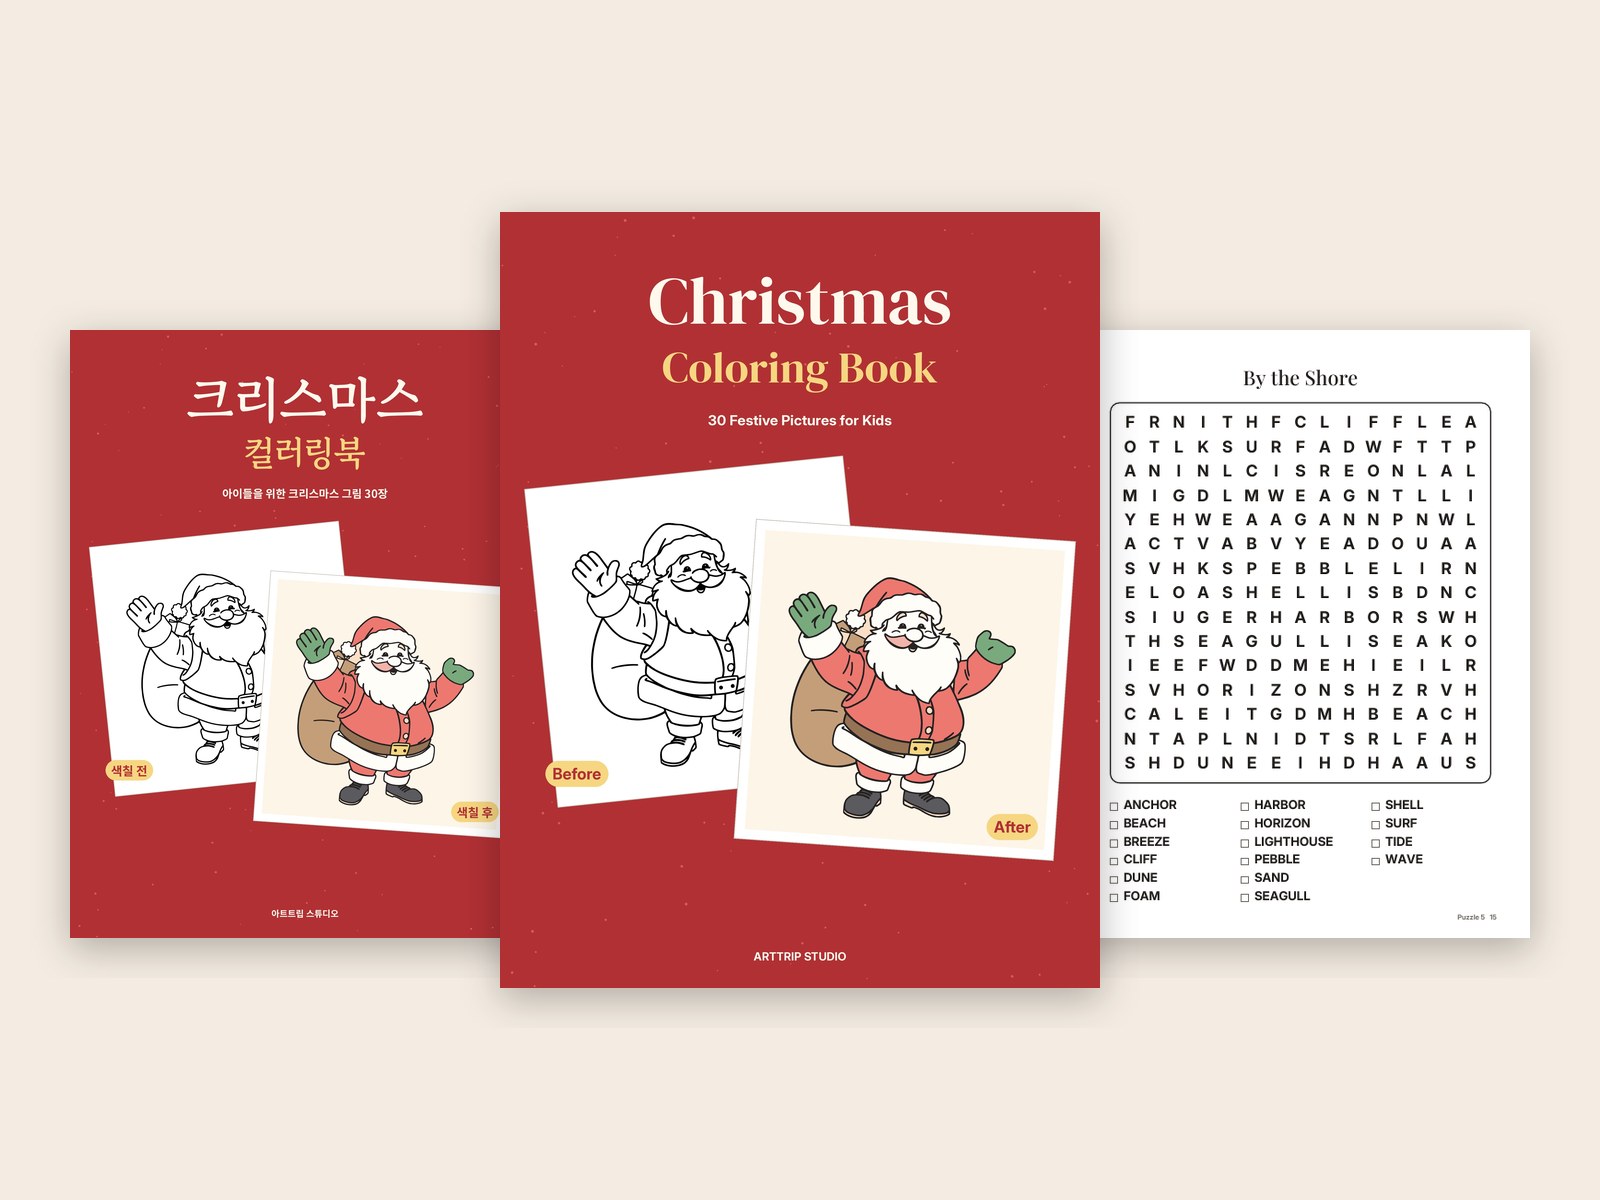 크리스마스
컬러링북
아이들을 위한 크리스마스 그림 30장
색칠 전
색칠 후
아트트립 스튜디오
Christmas
Coloring Book
30 Festive Pictures for Kids
Before
After
ARTTRIP STUDIO
By the Shore
F R N I T H F C L I F F L E A
O T L K S U R F A D W F T T P
A N I N L C I S R E O N L A L
M I G D L M W E A G N T L L I
Y E H W E A A G A N N P N W L
A C T V A B V Y E A D O U A A
S V H K S P E B B L E L I R N
E L O A S H E L L I S B D N C
S I U G E R H A R B O R S W H
T H S E A G U L L I S E A K O
I E E F W D D M E H I E I L R
S V H O R I Z O N S H Z R V H
C A L E I T G D M H B E A C H
N T A P L N I D T S R L F A H
S H D U N E E I H D H A A U S
ANCHOR
BEACH
BREEZE
CLIFF
DUNE
FOAM
HARBOR
HORIZON
LIGHTHOUSE
PEBBLE
SAND
SEAGULL
SHELL
SURF
TIDE
WAVE
Puzzle 5 15